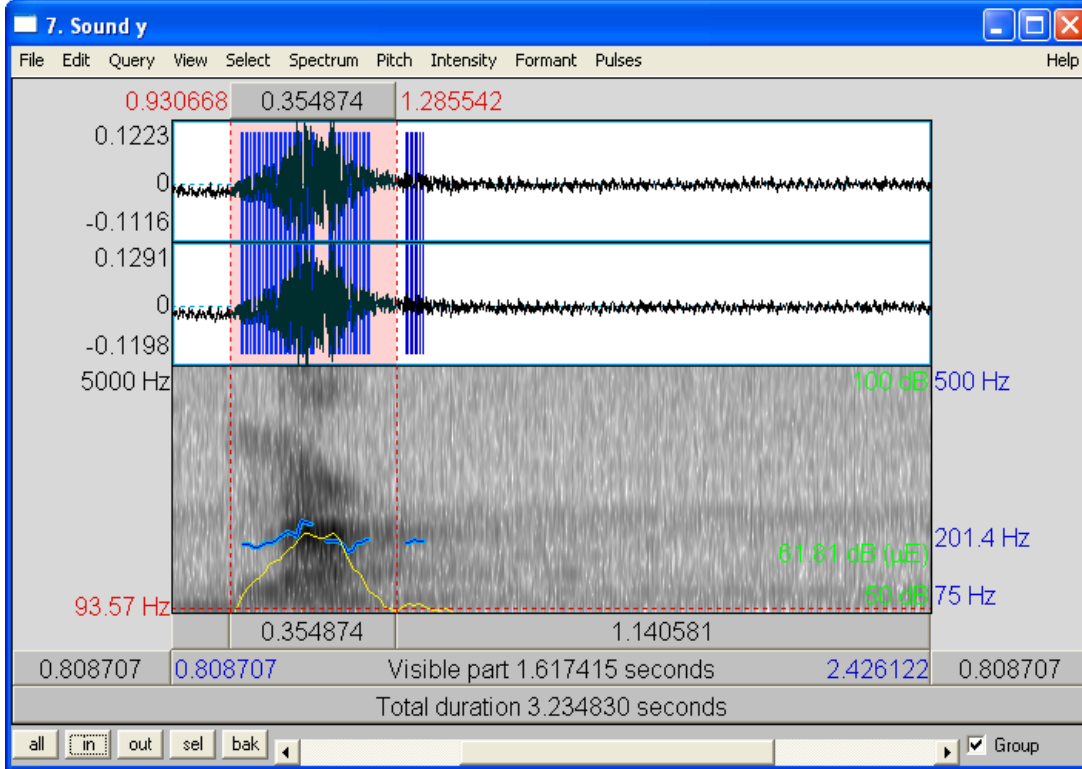 7. Sound y
File Edit Query View Select Spectrum Pitch Intensity Formant Pulses Help
0.930668 0.354874 1.285542
0.1223
0
-0.1116
0.1291
0
-0.1198
5000 Hz 100 dB 500 Hz
201.4 Hz
61.81 dB (µE)
93.57 Hz 50 dB 75 Hz
0.354874 1.140581
0.808707 0.808707 Visible part 1.617415 seconds 2.426122 0.808707
Total duration 3.234830 seconds
all in out sel bak Group